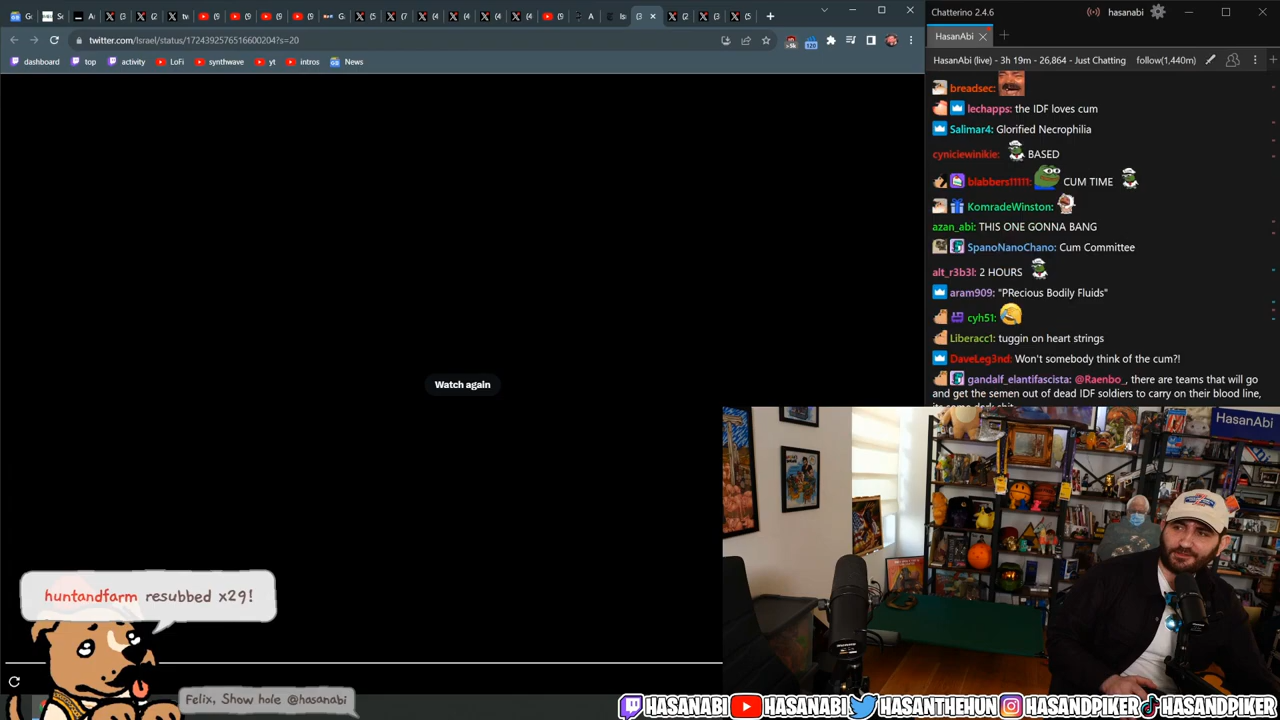 twitter.com/Israel/status/1724392576516600204?s=20
dashboard
top
activity
LoFi
synthwave
yt
intros
News
Watch again
huntandfarm resubbed x29!
Felix, Show hole @hasanabi
Chatterino 2.4.6
hasanabi
HasanAbi
HasanAbi (live) - 3h 19m - 26,864 - Just Chatting
follow(1,440m)
breadsec:
lechapps: the IDF loves cum
Salimar4: Glorified Necrophilia
cyniciewinikie: BASED
blabbers11111: CUM TIME
KomradeWinston:
azan_abi: THIS ONE GONNA BANG
SpanoNanoChano: Cum Committee
alt_r3b3l: 2 HOURS
aram909: "PRecious Bodily Fluids"
cyh51:
Liberacc1: tuggin on heart strings
DaveLeg3nd: Won't somebody think of the cum?!
gandalf_elantifascista: @Raenbo_, there are teams that will go
and get the semen out of dead IDF soldiers to carry on their blood line,
HasanAbi
HASANABI HASANABI HASANTHEHUN HASANDPIKER HASANDPIKER